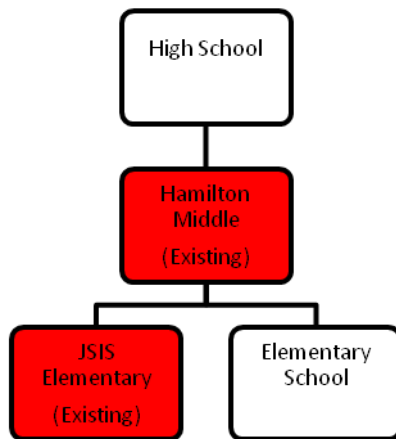 High School
Hamilton
Middle
(Existing)
JSIS
Elementary
(Existing)
Elementary
School